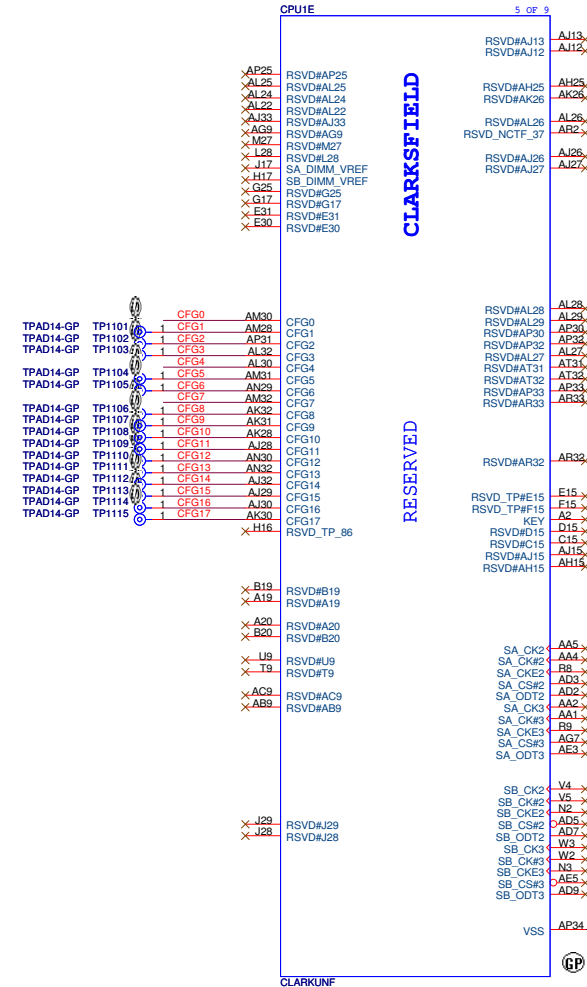 CPU1E 5 OF 9
CLARKSFIELD
RESERVED
AP25 RSVD#AP25
AL25 RSVD#AL25
AL24 RSVD#AL24
AL22 RSVD#AL22
AJ33 RSVD#AJ33
AG9 RSVD#AG9
M27 RSVD#M27
L28 RSVD#L28
J17 SA_DIMM_VREF
H17 SB_DIMM_VREF
G25 RSVD#G25
G17 RSVD#G17
E31 RSVD#E31
E30 RSVD#E30
CFG0 AM30 CFG0
TPAD14-GP TP1101 1 CFG1 AM28 CFG1
TPAD14-GP TP1102 1 CFG2 AP31 CFG2
TPAD14-GP TP1103 1 CFG3 AL32 CFG3
CFG4 AL30 CFG4
TPAD14-GP TP1104 1 CFG5 AM31 CFG5
TPAD14-GP TP1105 1 CFG6 AN29 CFG6
CFG7 AM32 CFG7
TPAD14-GP TP1106 1 CFG8 AK32 CFG8
TPAD14-GP TP1107 1 CFG9 AK31 CFG9
TPAD14-GP TP1108 1 CFG10 AK28 CFG10
TPAD14-GP TP1109 1 CFG11 AJ28 CFG11
TPAD14-GP TP1110 1 CFG12 AN30 CFG12
TPAD14-GP TP1111 1 CFG13 AN32 CFG13
TPAD14-GP TP1112 1 CFG14 AJ32 CFG14
TPAD14-GP TP1113 1 CFG15 AJ29 CFG15
TPAD14-GP TP1114 1 CFG16 AJ30 CFG16
TPAD14-GP TP1115 1 CFG17 AK30 CFG17
H16 RSVD_TP_86
B19 RSVD#B19
A19 RSVD#A19
A20 RSVD#A20
B20 RSVD#B20
U9 RSVD#U9
T9 RSVD#T9
AC9 RSVD#AC9
AB9 RSVD#AB9
J29 RSVD#J29
J28 RSVD#J28
RSVD#AJ13 AJ13
RSVD#AJ12 AJ12
RSVD#AH25 AH25
RSVD#AK26 AK26
RSVD#AL26 AL26
RSVD_NCTF_37 AR2
RSVD#AJ26 AJ26
RSVD#AJ27 AJ27
RSVD#AL28 AL28
RSVD#AL29 AL29
RSVD#AP30 AP30
RSVD#AP32 AP32
RSVD#AL27 AL27
RSVD#AT31 AT31
RSVD#AT32 AT32
RSVD#AP33 AP33
RSVD#AR33 AR33
RSVD#AR32 AR32
RSVD_TP#E15 E15
RSVD_TP#F15 F15
KEY A2
RSVD#D15 D15
RSVD#C15 C15
RSVD#AJ15 AJ15
RSVD#AH15 AH15
SA_CK2 AA5
SA_CK#2 AA4
SA_CKE2 R8
SA_CS#2 AD3
SA_ODT2 AD2
SA_CK3 AA2
SA_CK#3 AA1
SA_CKE3 R9
SA_CS#3 AG7
SA_ODT3 AE3
SB_CK2 V4
SB_CK#2 V5
SB_CKE2 N2
SB_CS#2 AD5
SB_ODT2 AD7
SB_CK3 W3
SB_CK#3 W2
SB_CKE3 N3
SB_CS#3 AE5
SB_ODT3 AD9
VSS AP34
GP
CLARKUNF